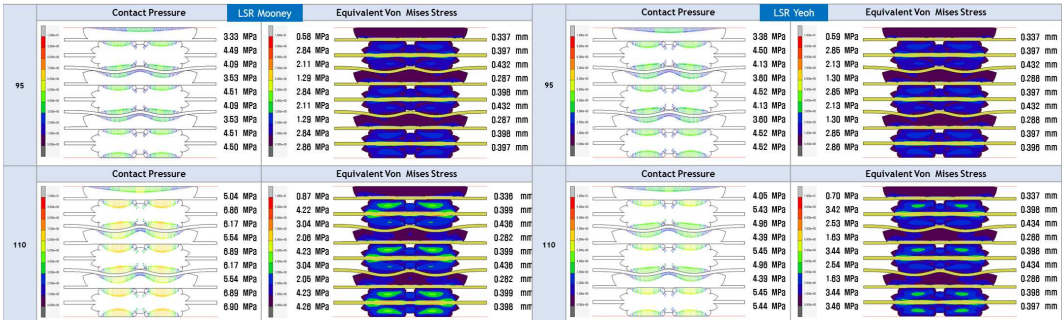 Contact Pressure LSR Mooney Equivalent Von Mises Stress
95
3.33 MPa 0.58 MPa 0.337 mm
4.49 MPa 2.84 MPa 0.397 mm
4.09 MPa 2.11 MPa 0.432 mm
3.53 MPa 1.29 MPa 0.287 mm
4.51 MPa 2.84 MPa 0.398 mm
4.09 MPa 2.11 MPa 0.432 mm
3.53 MPa 1.29 MPa 0.287 mm
4.51 MPa 2.84 MPa 0.398 mm
4.50 MPa 2.86 MPa 0.397 mm
Contact Pressure Equivalent Von Mises Stress
110
5.04 MPa 0.87 MPa 0.336 mm
6.86 MPa 4.22 MPa 0.399 mm
6.17 MPa 3.04 MPa 0.436 mm
5.54 MPa 2.06 MPa 0.282 mm
6.89 MPa 4.23 MPa 0.399 mm
6.17 MPa 3.04 MPa 0.436 mm
5.54 MPa 2.05 MPa 0.282 mm
6.89 MPa 4.23 MPa 0.399 mm
6.90 MPa 4.26 MPa 0.398 mm
Contact Pressure LSR Yeoh Equivalent Von Mises Stress
95
3.38 MPa 0.59 MPa 0.337 mm
4.50 MPa 2.85 MPa 0.397 mm
4.13 MPa 2.13 MPa 0.432 mm
3.60 MPa 1.30 MPa 0.288 mm
4.52 MPa 2.85 MPa 0.397 mm
4.13 MPa 2.13 MPa 0.432 mm
3.60 MPa 1.30 MPa 0.288 mm
4.52 MPa 2.85 MPa 0.397 mm
4.52 MPa 2.86 MPa 0.398 mm
Contact Pressure Equivalent Von Mises Stress
110
4.05 MPa 0.70 MPa 0.337 mm
5.43 MPa 3.42 MPa 0.398 mm
4.98 MPa 2.53 MPa 0.434 mm
4.39 MPa 1.63 MPa 0.286 mm
5.45 MPa 3.44 MPa 0.398 mm
4.96 MPa 2.54 MPa 0.434 mm
4.39 MPa 1.83 MPa 0.286 mm
5.45 MPa 3.44 MPa 0.398 mm
5.44 MPa 3.46 MPa 0.397 mm